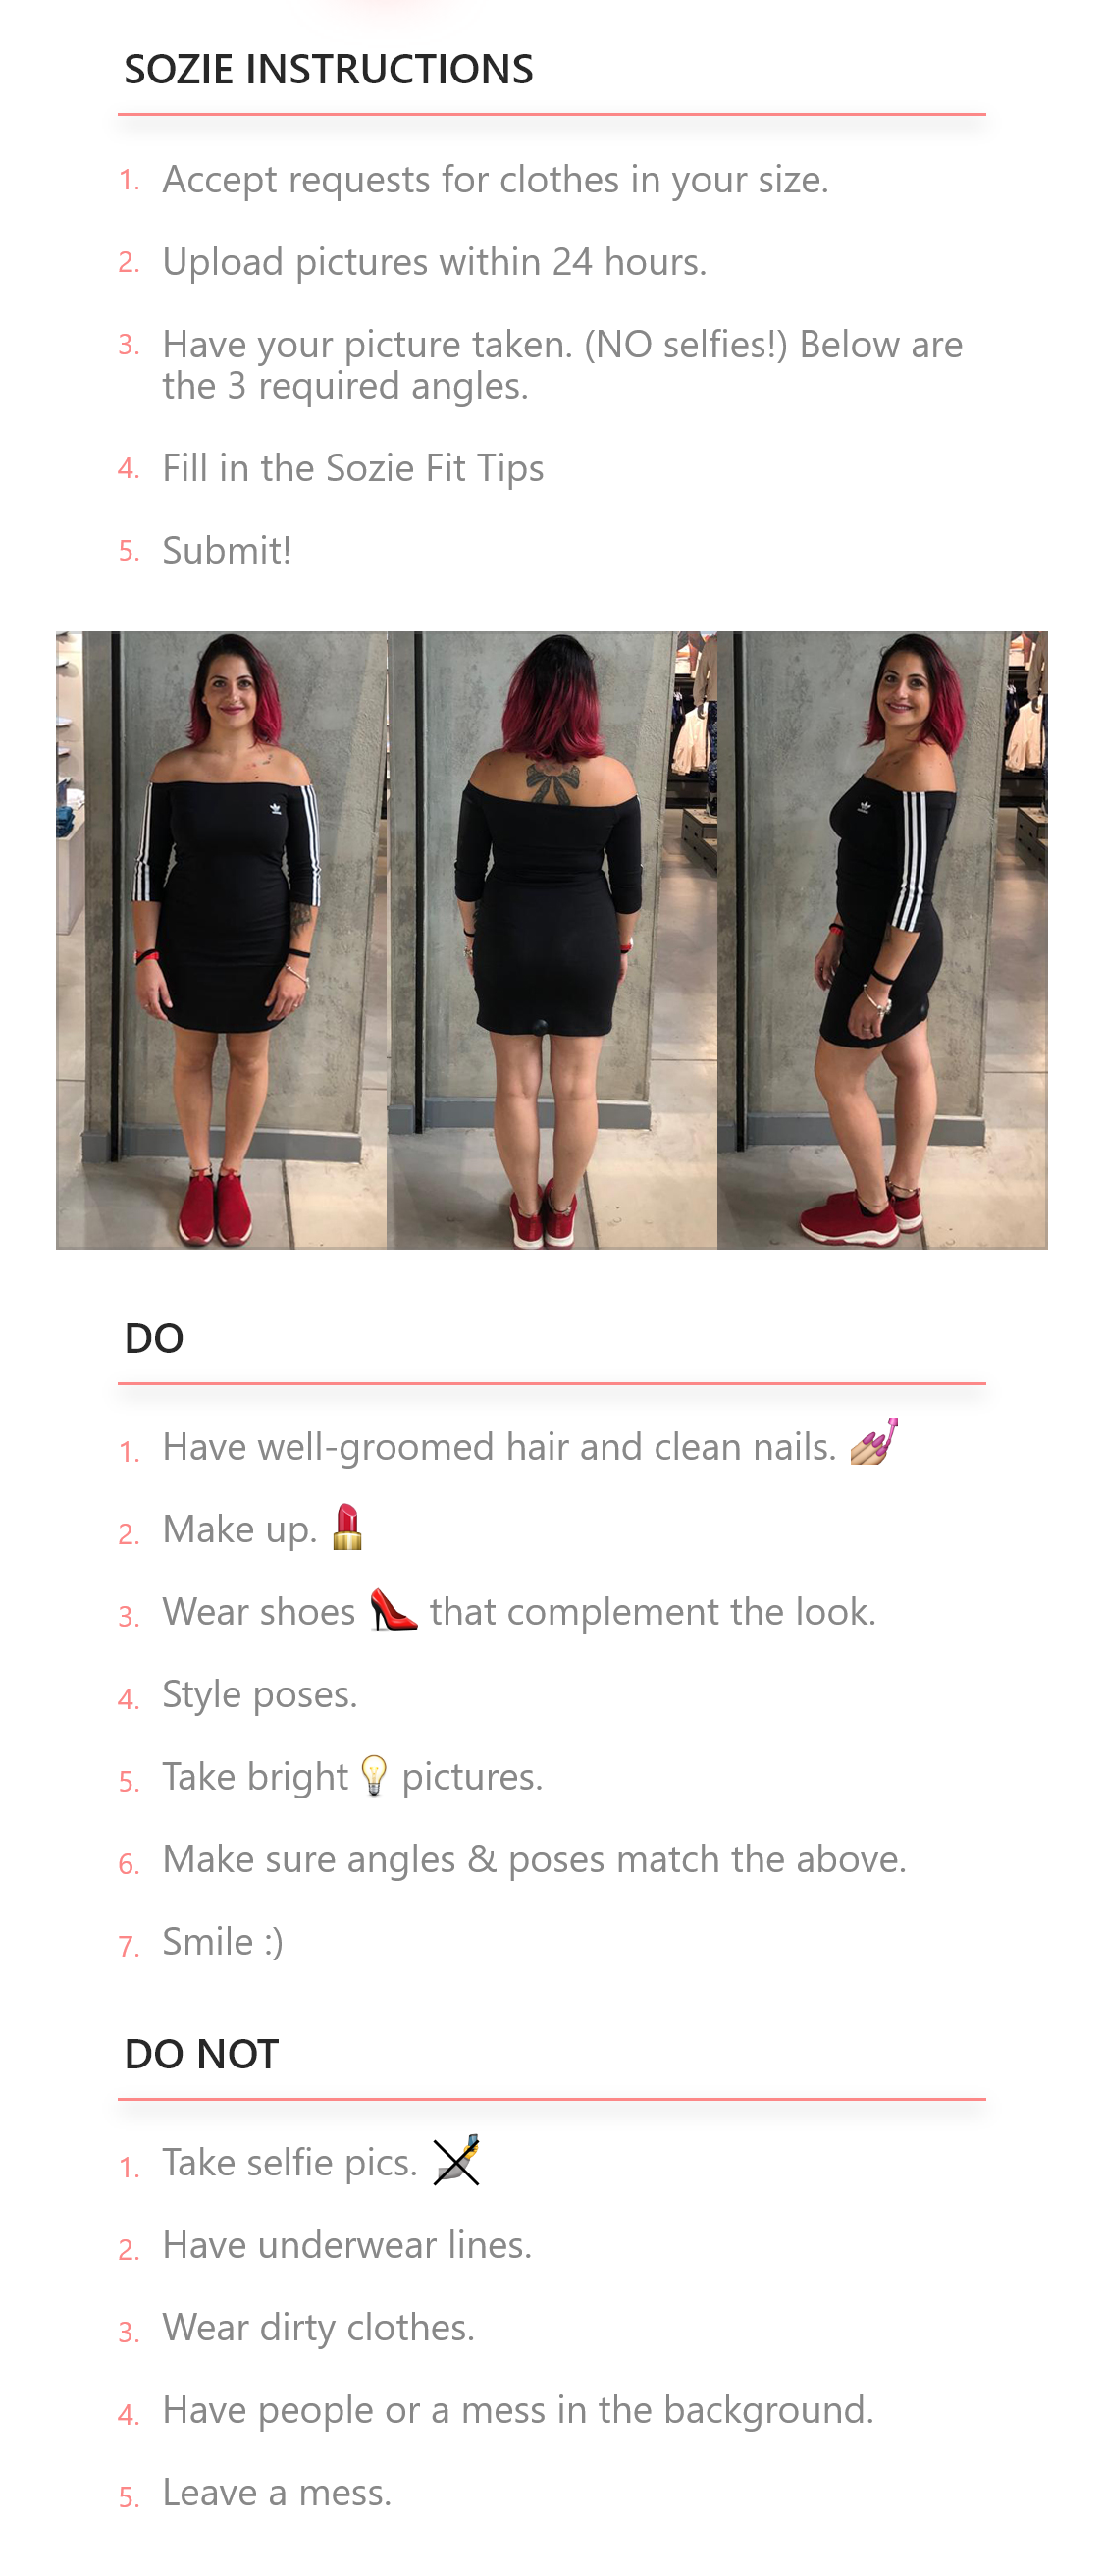 SOZIE INSTRUCTIONS
1. Accept requests for clothes in your size.
2. Upload pictures within 24 hours.
3. Have your picture taken. (NO selfies!) Below are
the 3 required angles.
4. Fill in the Sozie Fit Tips
5. Submit!
DO
1. Have well-groomed hair and clean nails. 💅
2. Make up. 💄
3. Wear shoes 👠 that complement the look.
4. Style poses.
5. Take bright 💡 pictures.
6. Make sure angles & poses match the above.
7. Smile :)
DO NOT
1. Take selfie pics. 🤳
2. Have underwear lines.
3. Wear dirty clothes.
4. Have people or a mess in the background.
5. Leave a mess.